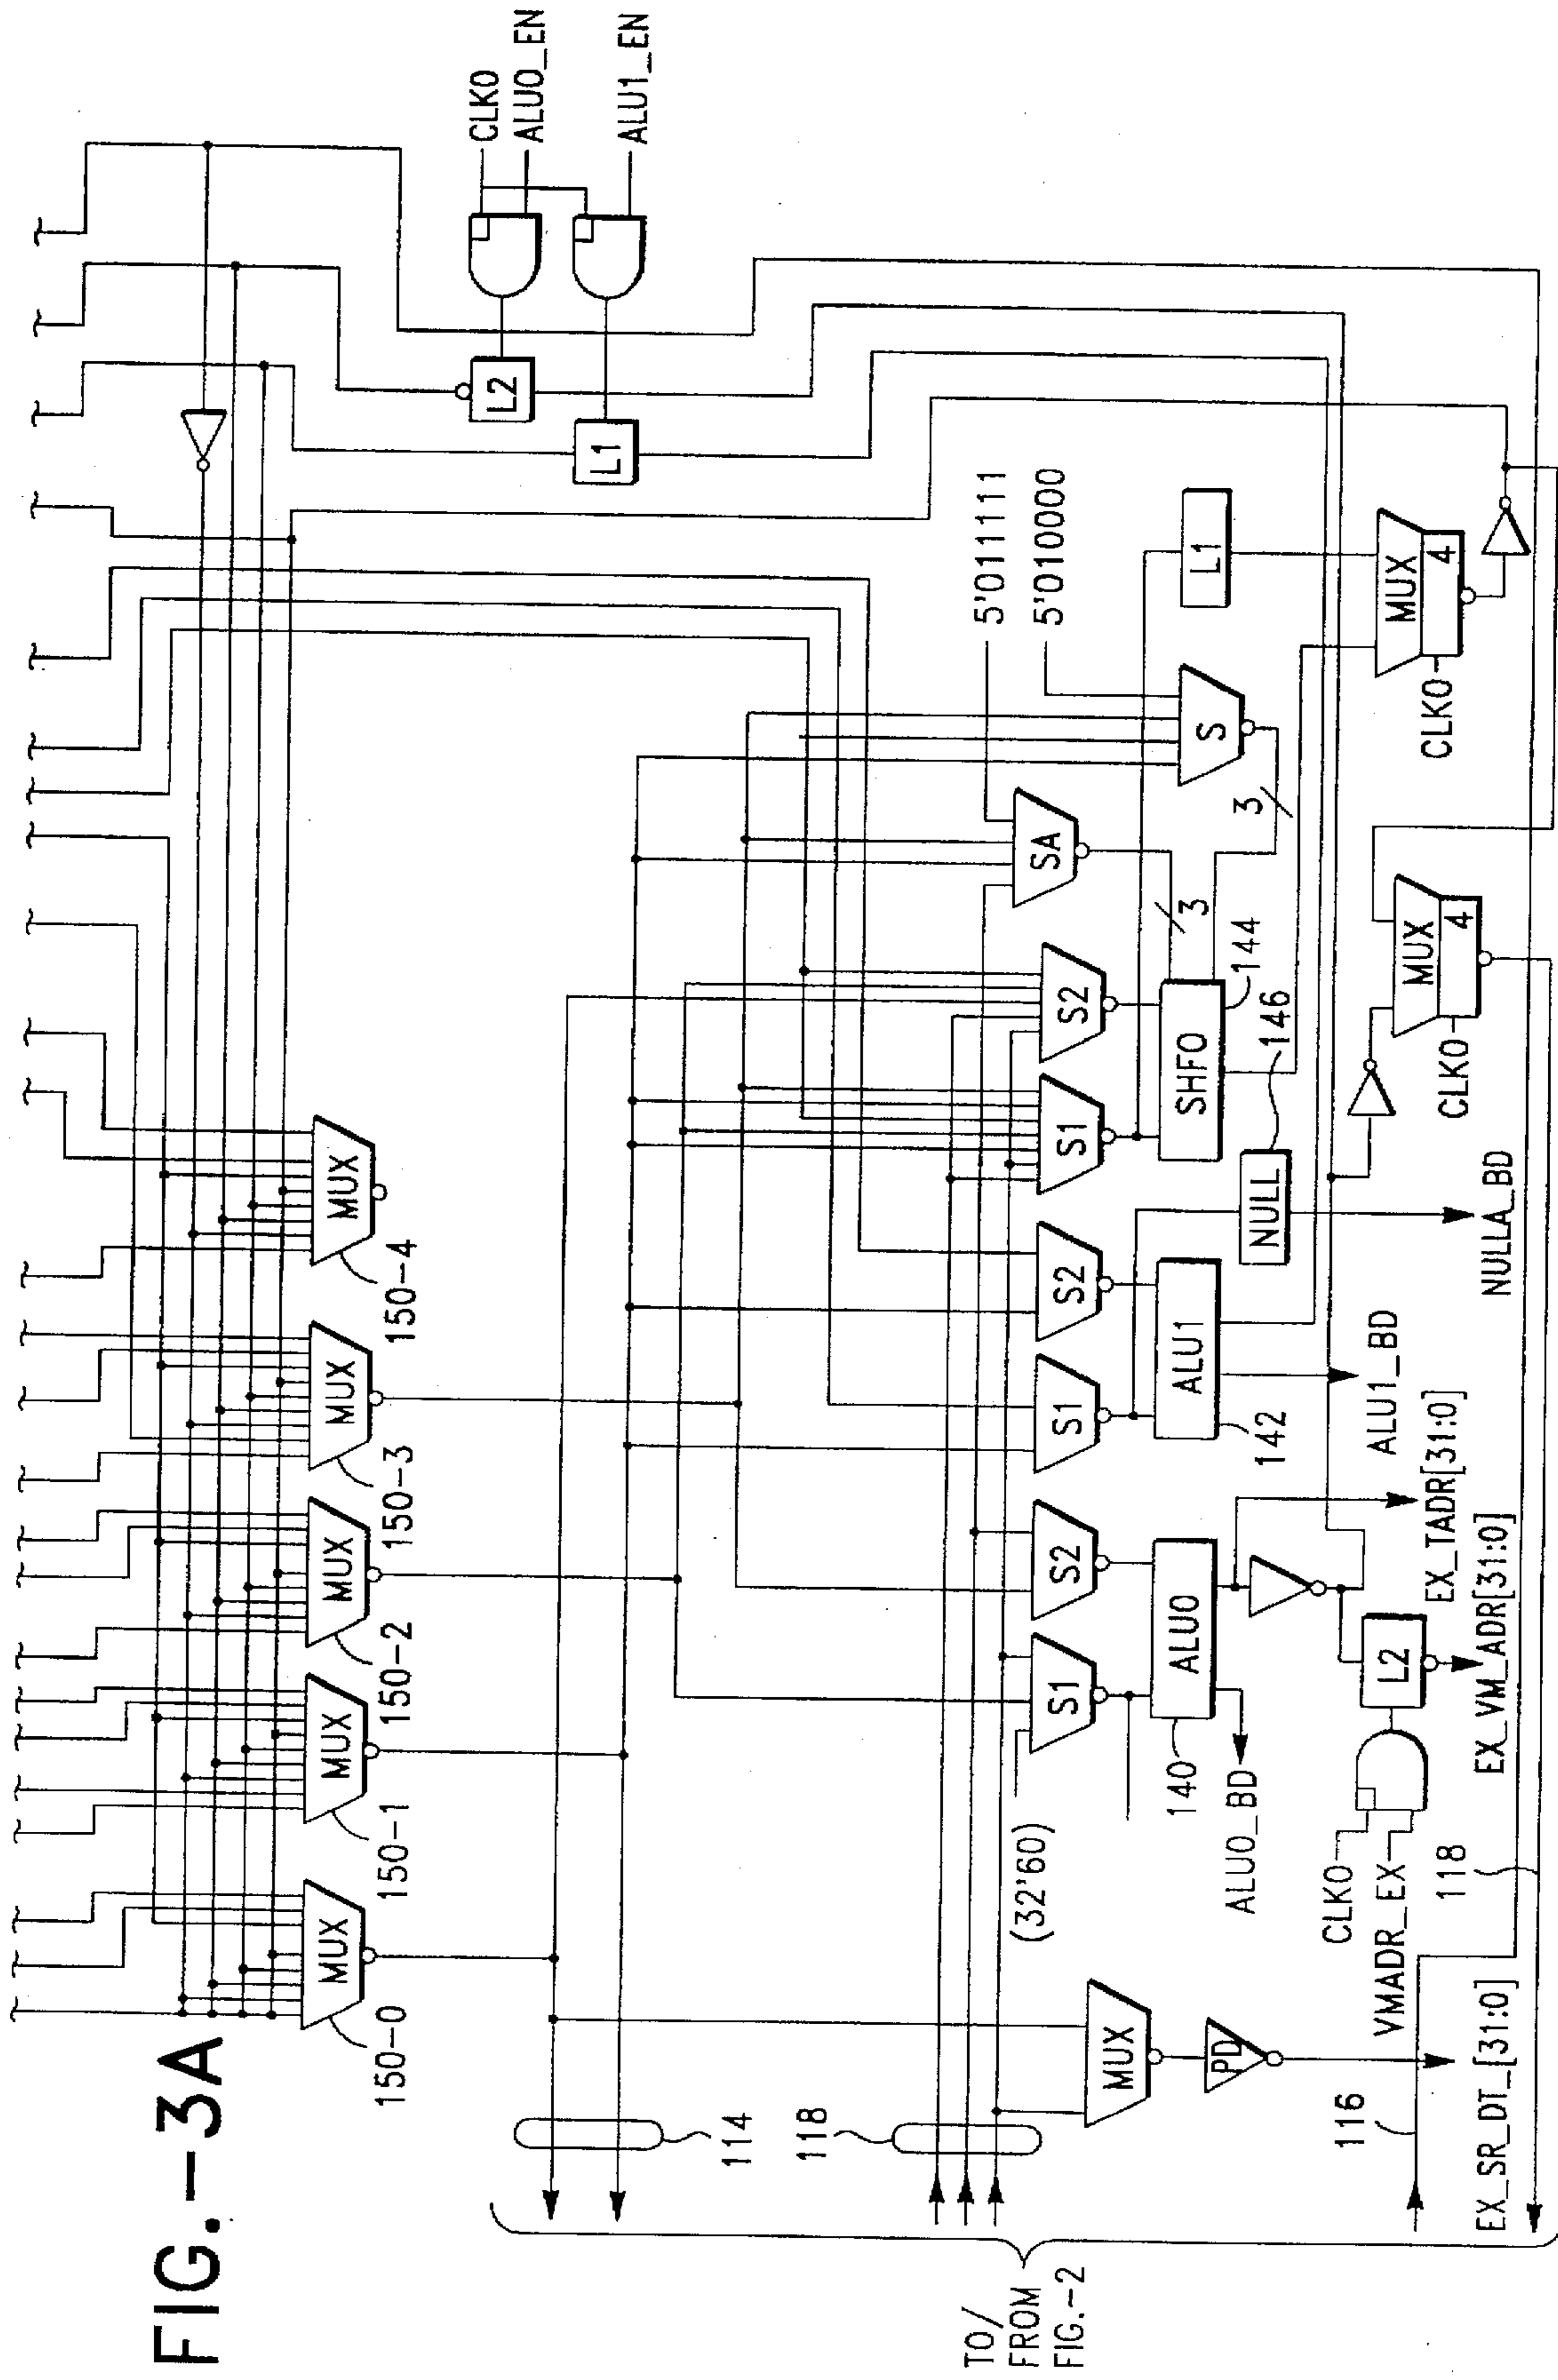 FIG.-3A
CLK0
ALU0_EN
ALU1_EN
L2
L1
MUX
150-0
MUX
150-1
MUX
150-2
MUX
150-3
MUX
150-4
5'011111
5'010000
114
118
TO/
FROM
FIG.-2
MUX
PD
EX_SR_DT_[31:0]
116
(32'60)
S1
S2
ALU0
140
ALU0_BD
CLK0
VMADR_EX
L2
EX_VM_ADR[31:0]
EX_TADR[31:0]
118
S1
S2
ALU1
142
ALU1_BD
NULL
146
NULLA_BD
S1
S2
SHF0
144
SA
3
S
3
L1
MUX
4
CLK0
MUX
4
CLK0